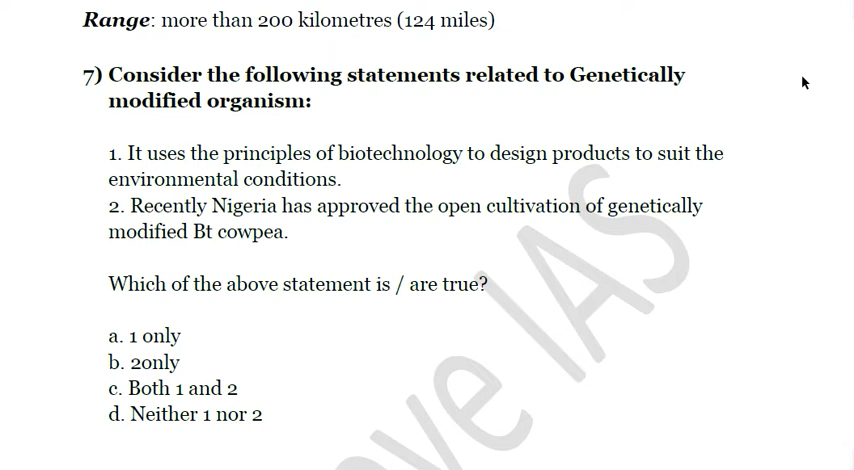 Range: more than 200 kilometres (124 miles)
7) Consider the following statements related to Genetically
modified organism:
1. It uses the principles of biotechnology to design products to suit the
environmental conditions.
2. Recently Nigeria has approved the open cultivation of genetically
modified Bt cowpea.
Which of the above statement is / are true?
a. 1 only
b. 2only
c. Both 1 and 2
d. Neither 1 nor 2
ve IAS